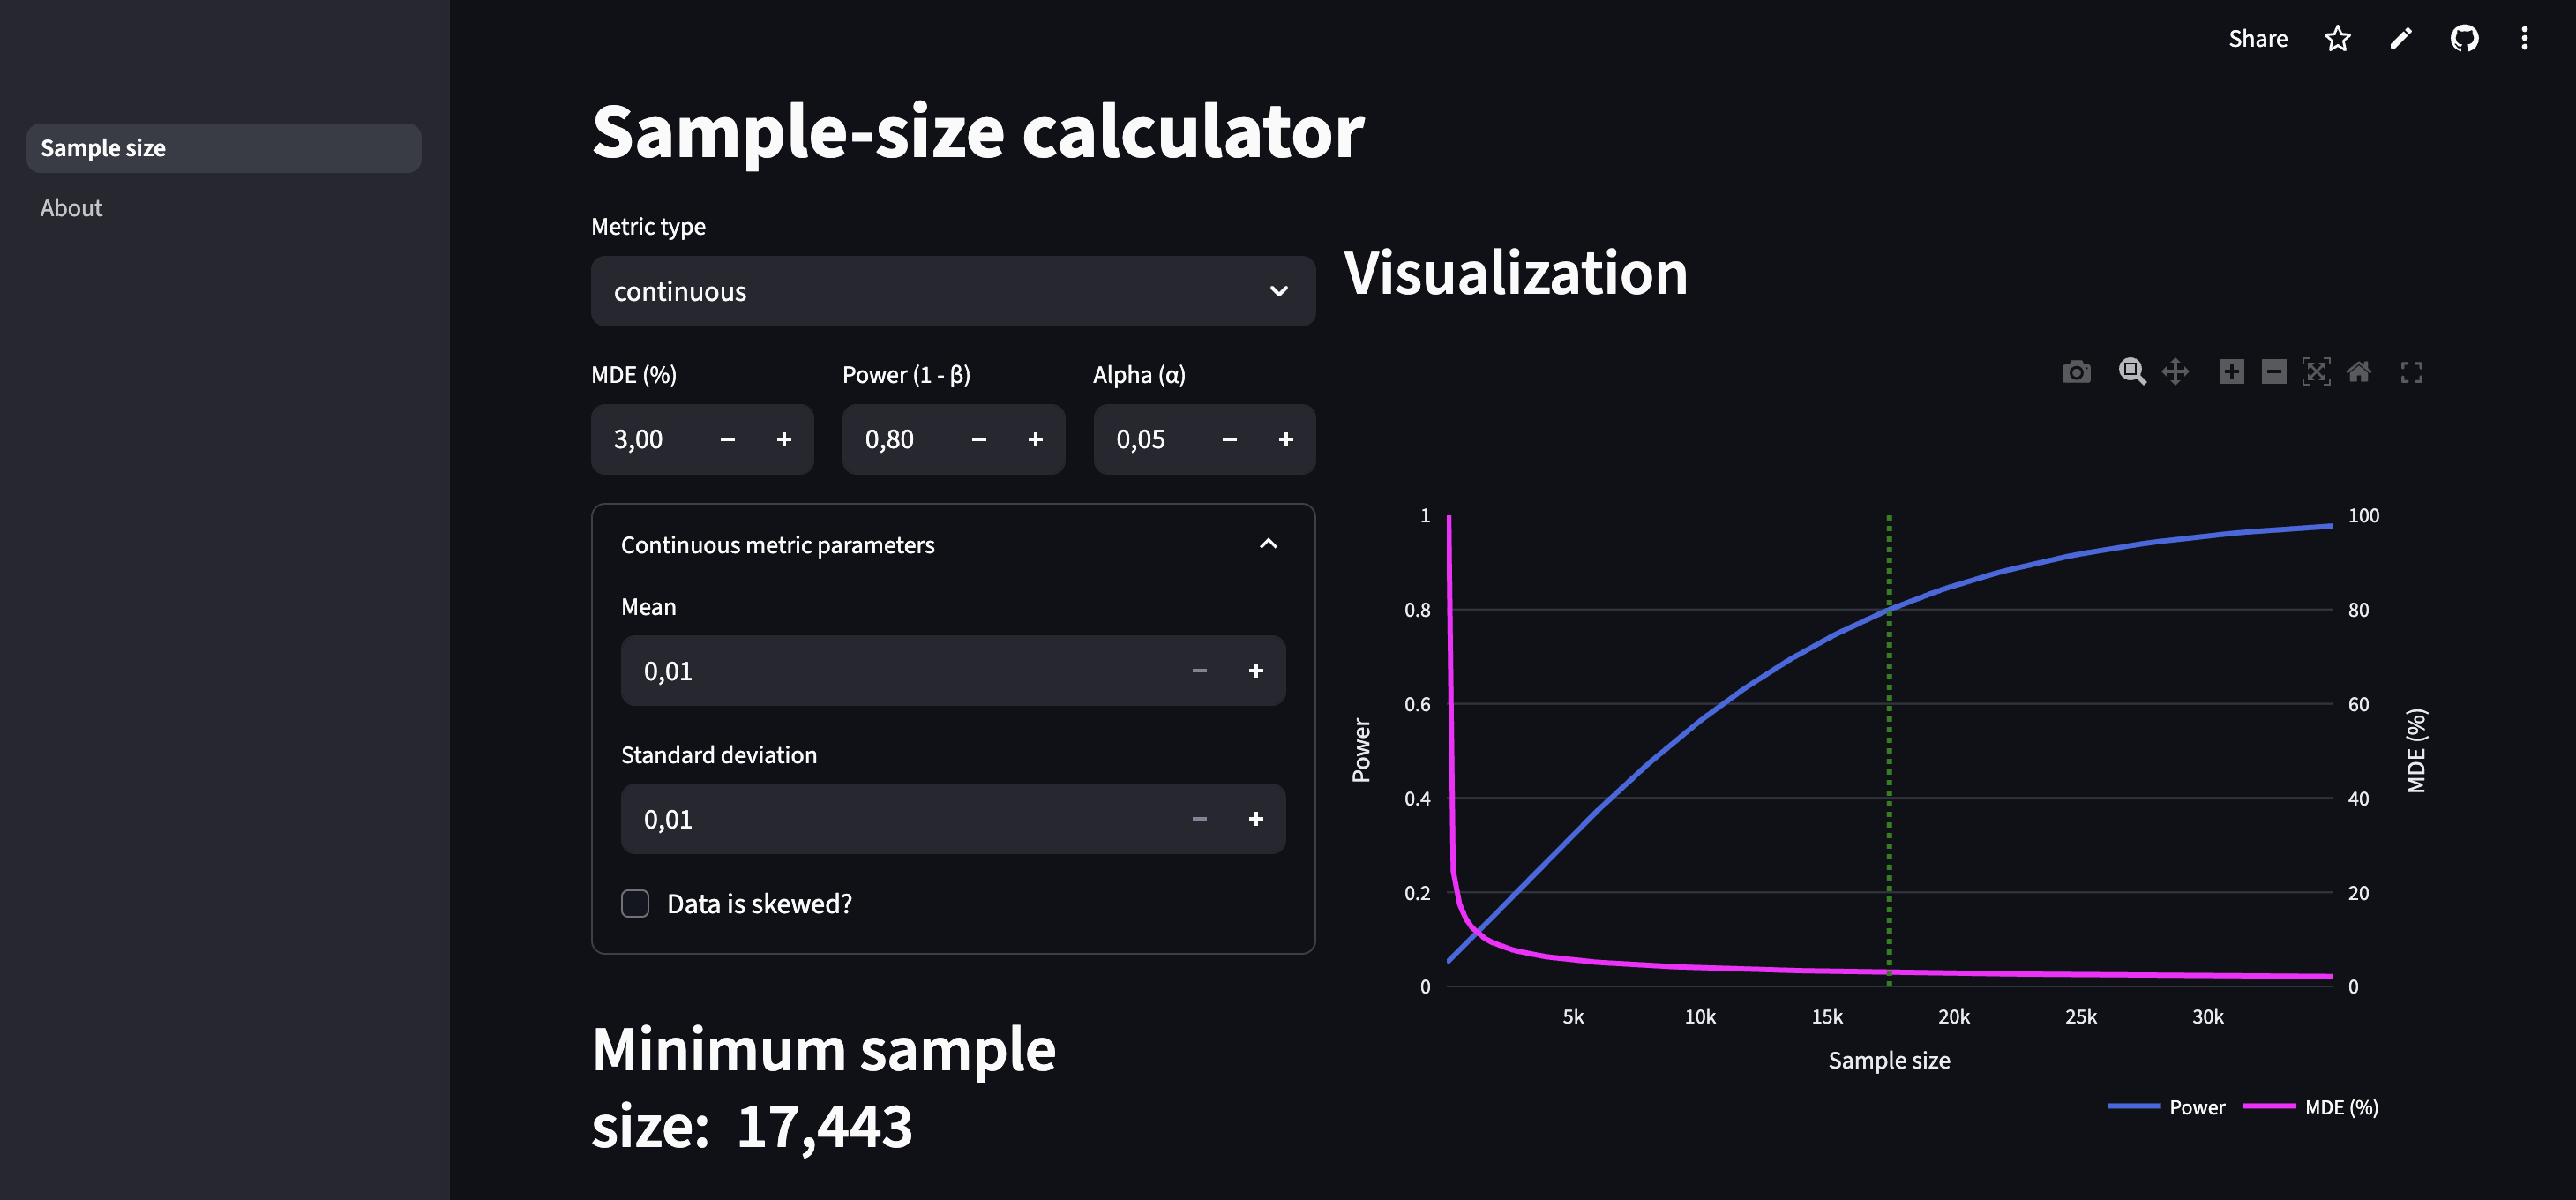 Share
Sample size
About
Sample-size calculator
Metric type
continuous
MDE (%)
Power (1 - β)
Alpha (α)
3,00
0,80
0,05
Continuous metric parameters
Mean
0,01
Standard deviation
0,01
Data is skewed?
Minimum sample
size: 17,443
Visualization
1
0.8
0.6
0.4
0.2
0
Power
100
80
60
40
20
0
MDE (%)
5k
10k
15k
20k
25k
30k
Sample size
Power
MDE (%)